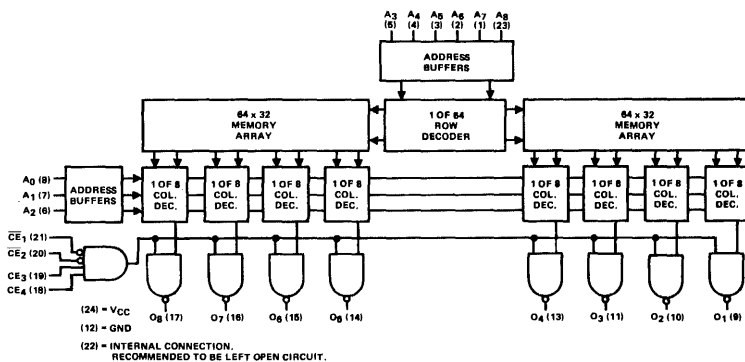 A3 A4 A5 A6 A7 A8
(5) (4) (3) (2) (1) (23)
ADDRESS
BUFFERS
64 x 32
MEMORY
ARRAY
1 OF 64
ROW
DECODER
64 x 32
MEMORY
ARRAY
A0 (8)
A1 (7)
A2 (6)
ADDRESS
BUFFERS
1 OF 8
COL.
DEC.
1 OF 8
COL.
DEC.
1 OF 8
COL.
DEC.
1 OF 8
COL.
DEC.
1 OF 8
COL.
DEC.
1 OF 8
COL.
DEC.
1 OF 8
COL.
DEC.
1 OF 8
COL.
DEC.
C̅E̅1 (21)
C̅E̅2 (20)
CE3 (19)
CE4 (18)
O8 (17) O7 (16) O6 (15) O5 (14) O4 (13) O3 (11) O2 (10) O1 (9)
(24) = VCC
(12) = GND
(22) = INTERNAL CONNECTION.
RECOMMENDED TO BE LEFT OPEN CIRCUIT.